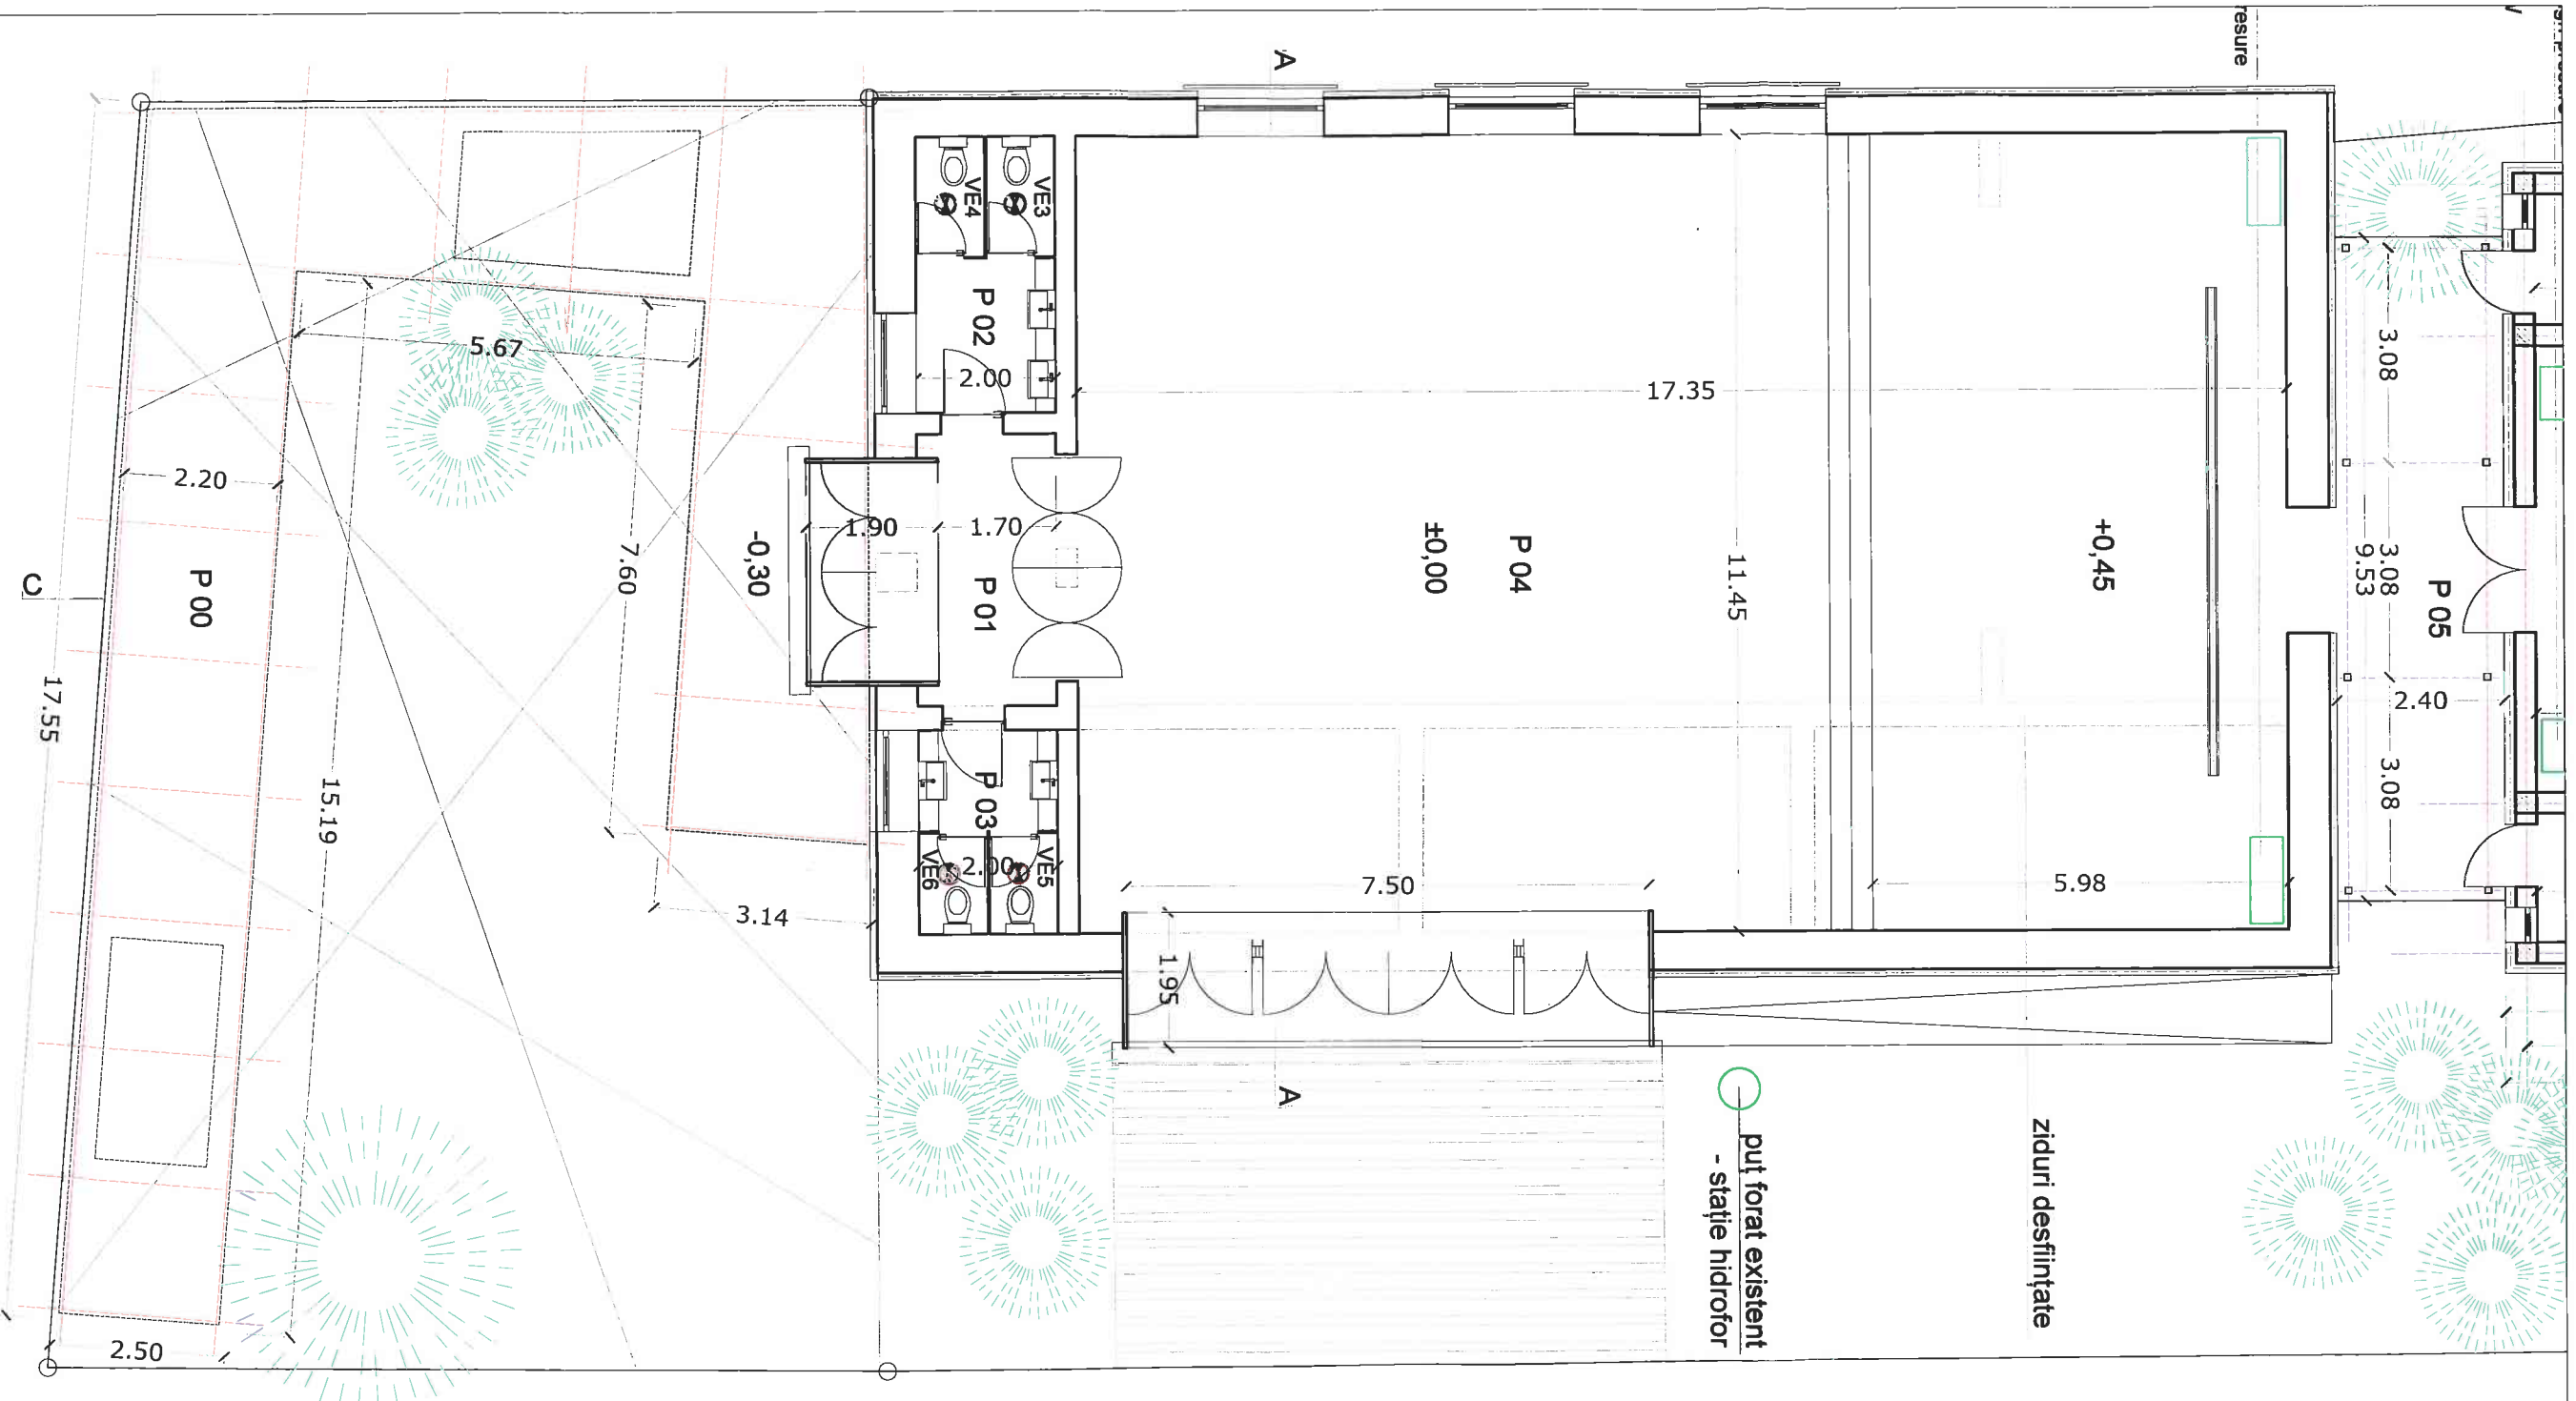 A
esure
VE4
VE3
P 02
2.00
5.67
17.35
3.08
2.20
1.90
1.70
-0,30
7.60
P 00
P 01
±0,00
P 04
11.45
+0,45
3.08
9.53
P 05
C
17.55
15.19
2.40
3.08
P 03
VE6
2.00
VE5
7.50
5.98
3.14
1.95
A
puț forat existent
- stație hidrofor
ziduri desființate
2.50